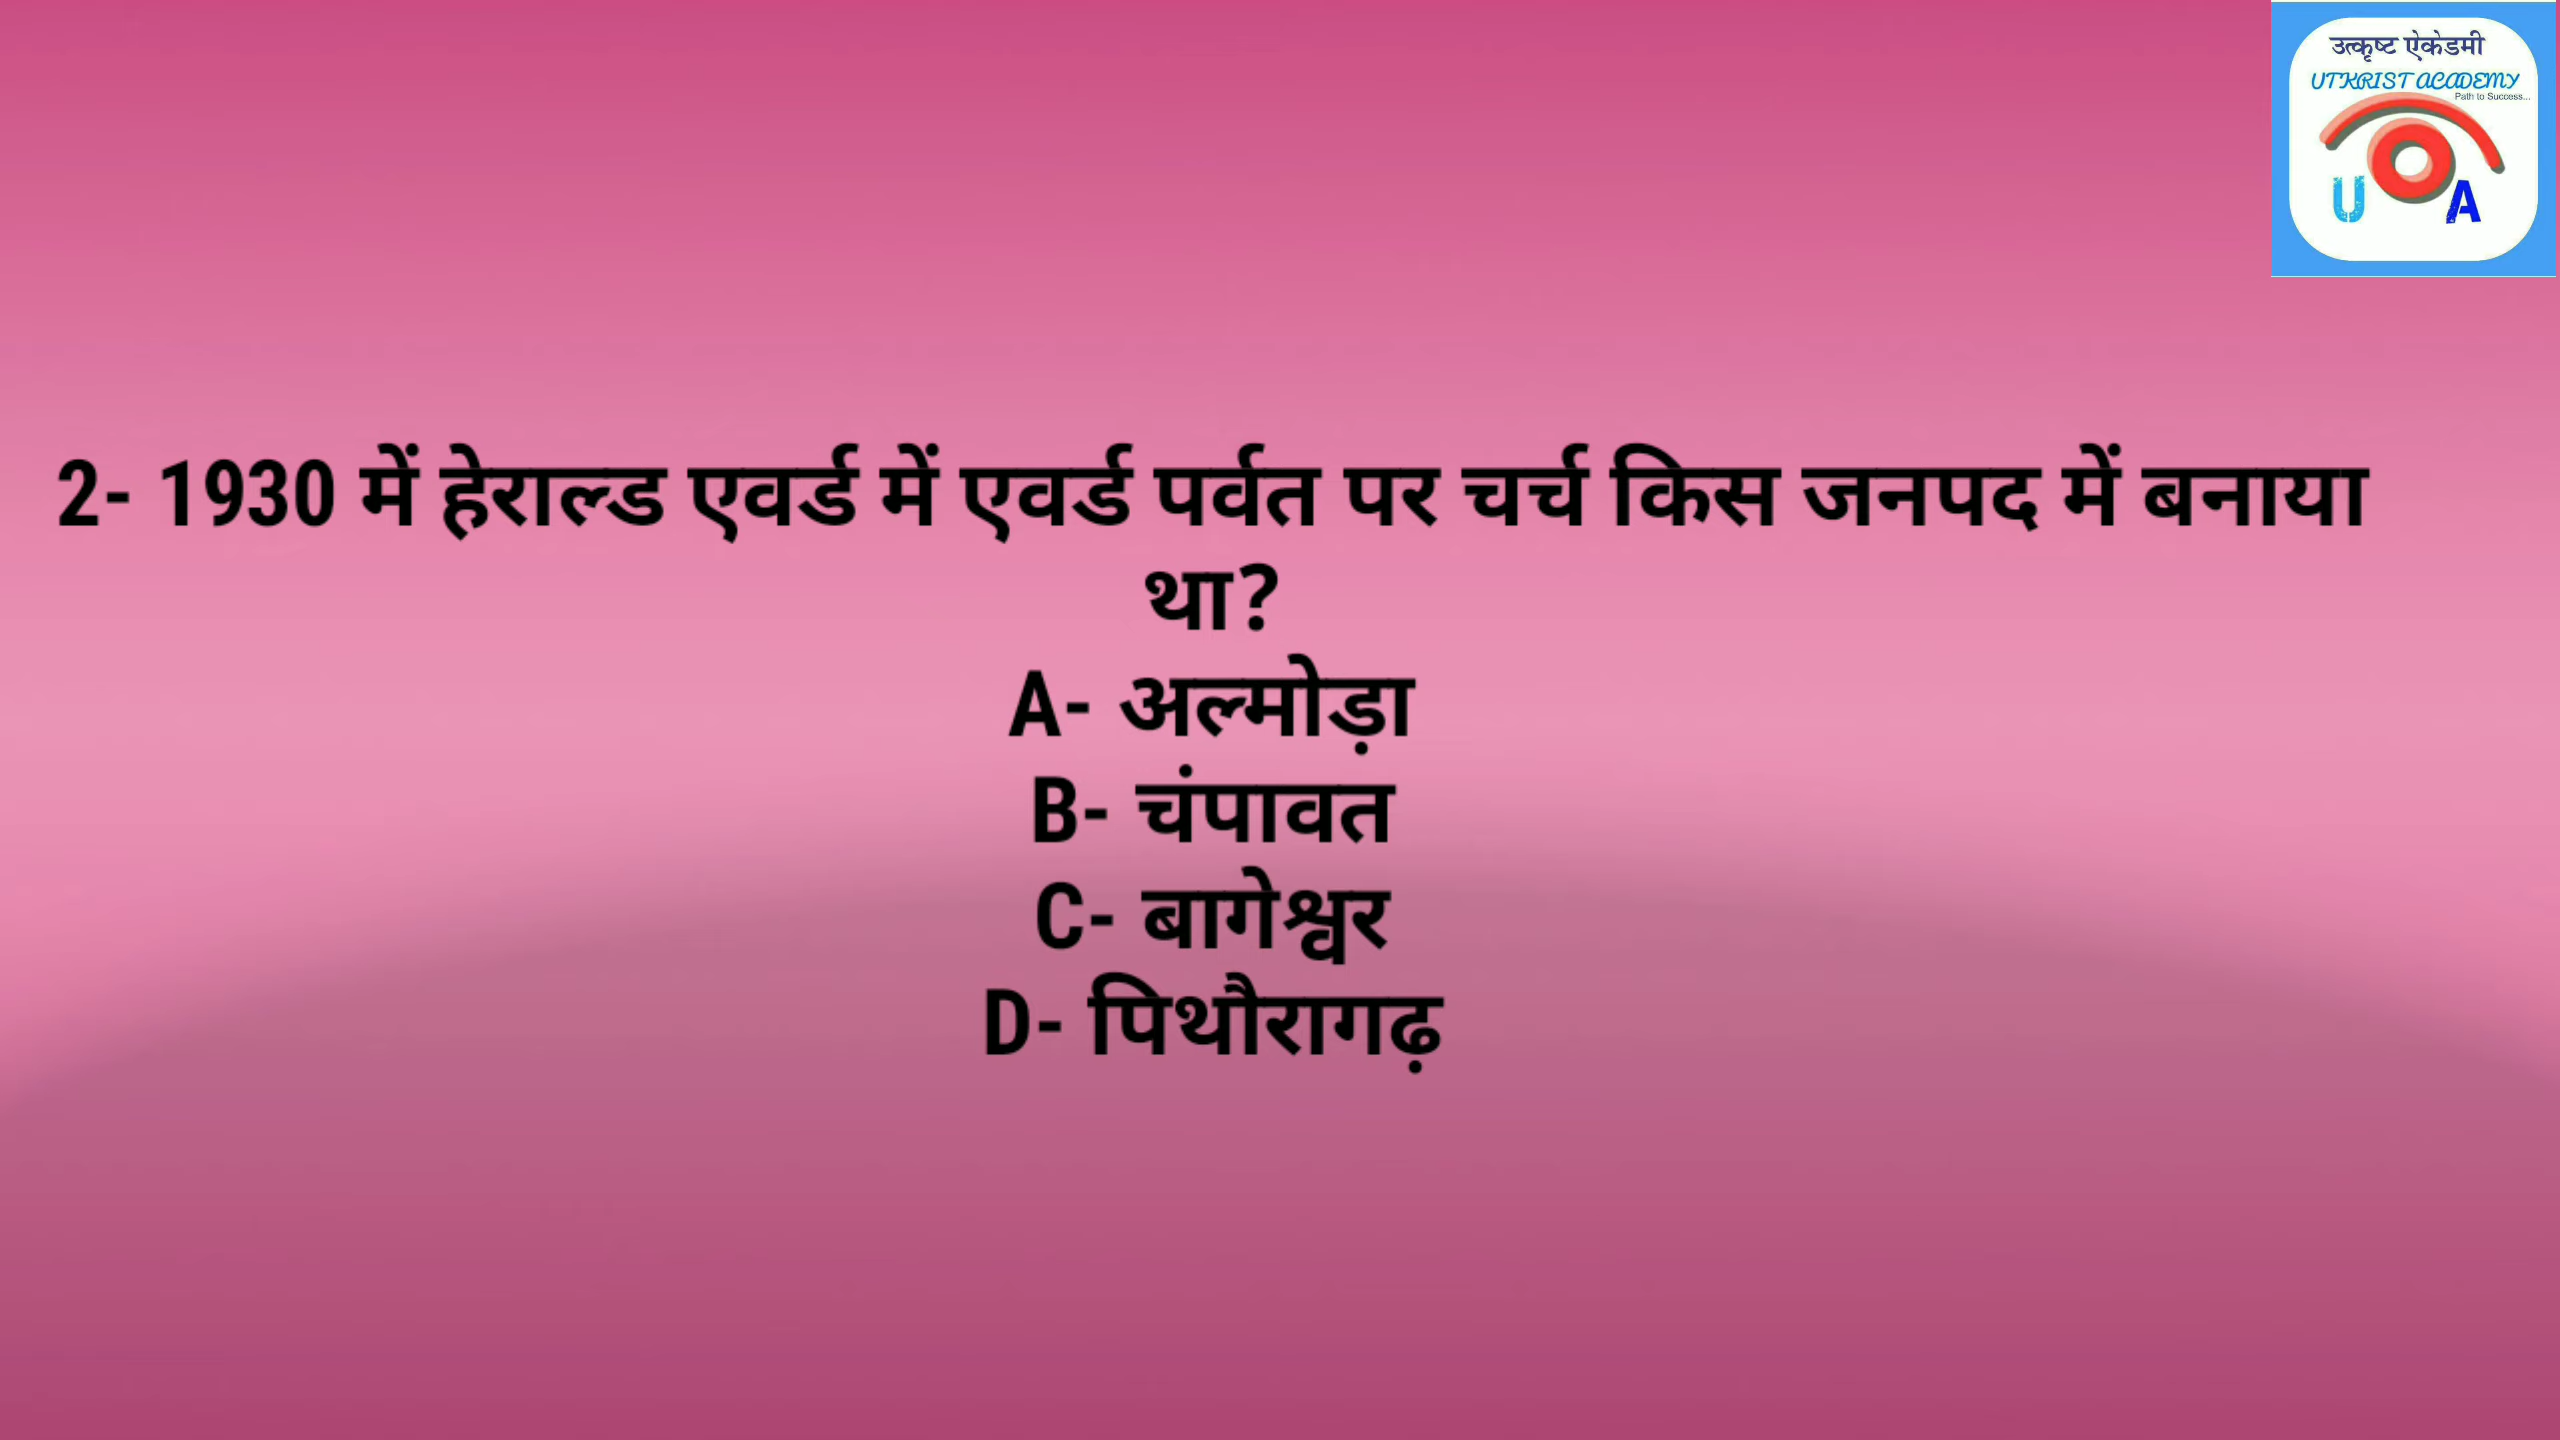 उत्कृष्ट ऐकेडमी
UTKRIST ACADEMY
Path to Success...
U A
2- 1930 में हेराल्ड एवर्ड में एवर्ड पर्वत पर चर्च किस जनपद में बनाया
था?
A- अल्मोड़ा
B- चंपावत
C- बागेश्वर
D- पिथौरागढ़